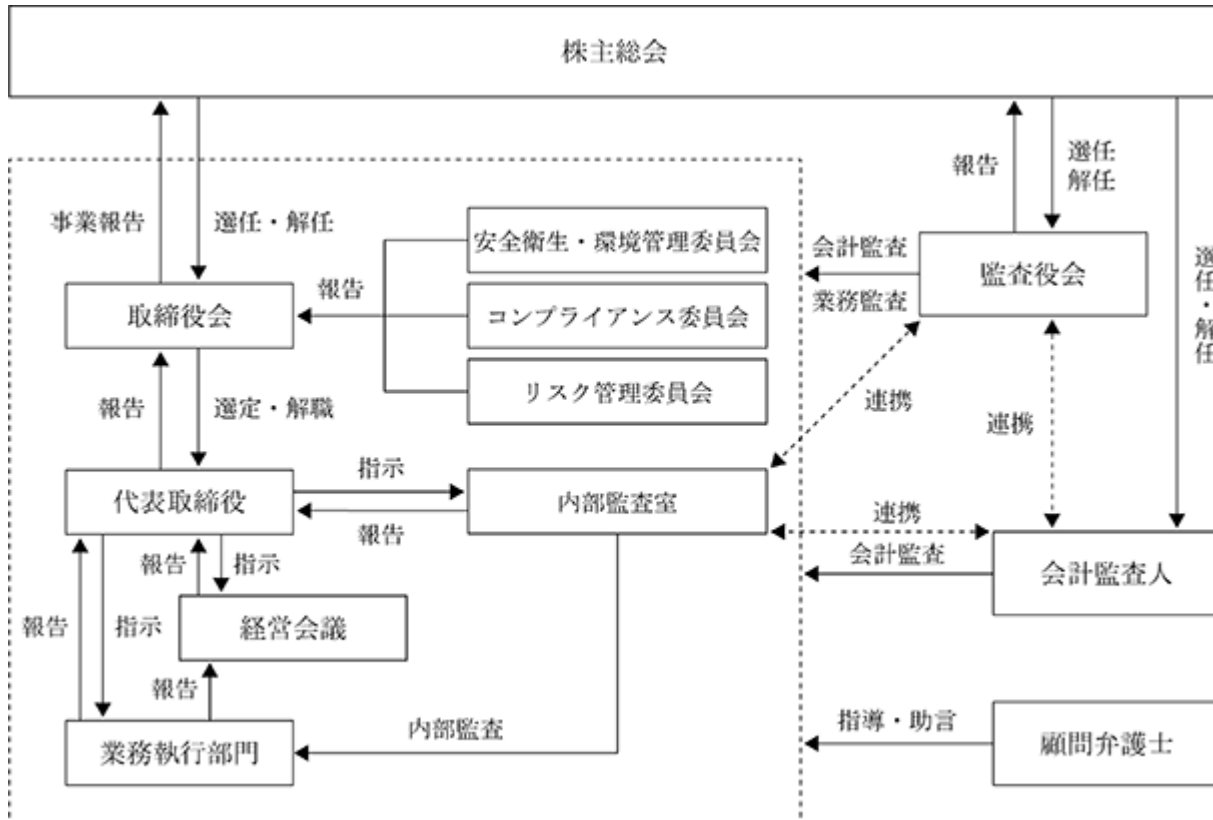 株主総会
報告
選任
解任
事業報告
選任・解任
安全衛生・環境管理委員会
会計監査
監査役会
選任・解任
報告
取締役会
コンプライアンス委員会
業務監査
リスク管理委員会
報告
選定・解職
連携
連携
指示
代表取締役
内部監査室
報告
連携
報告
指示
会計監査
会計監査人
報告
指示
経営会議
報告
内部監査
指導・助言
業務執行部門
顧問弁護士